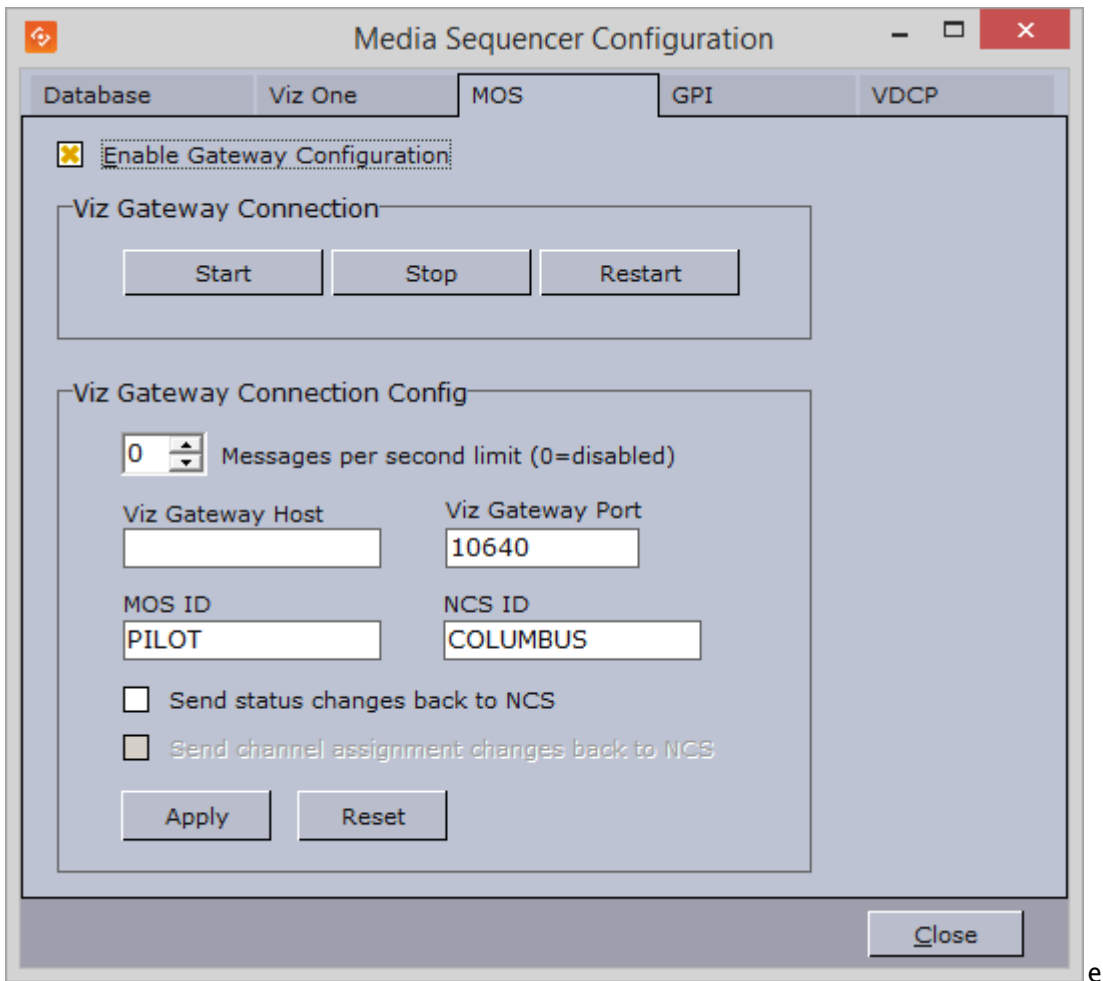 Media Sequencer Configuration
Database Viz One MOS GPI VDCP
Enable Gateway Configuration
Viz Gateway Connection
Start Stop Restart
Viz Gateway Connection Config
0 Messages per second limit (0=disabled)
Viz Gateway Host Viz Gateway Port
10640
MOS ID NCS ID
PILOT COLUMBUS
Send status changes back to NCS
Send channel assignment changes back to NCS
Apply Reset
Close
e